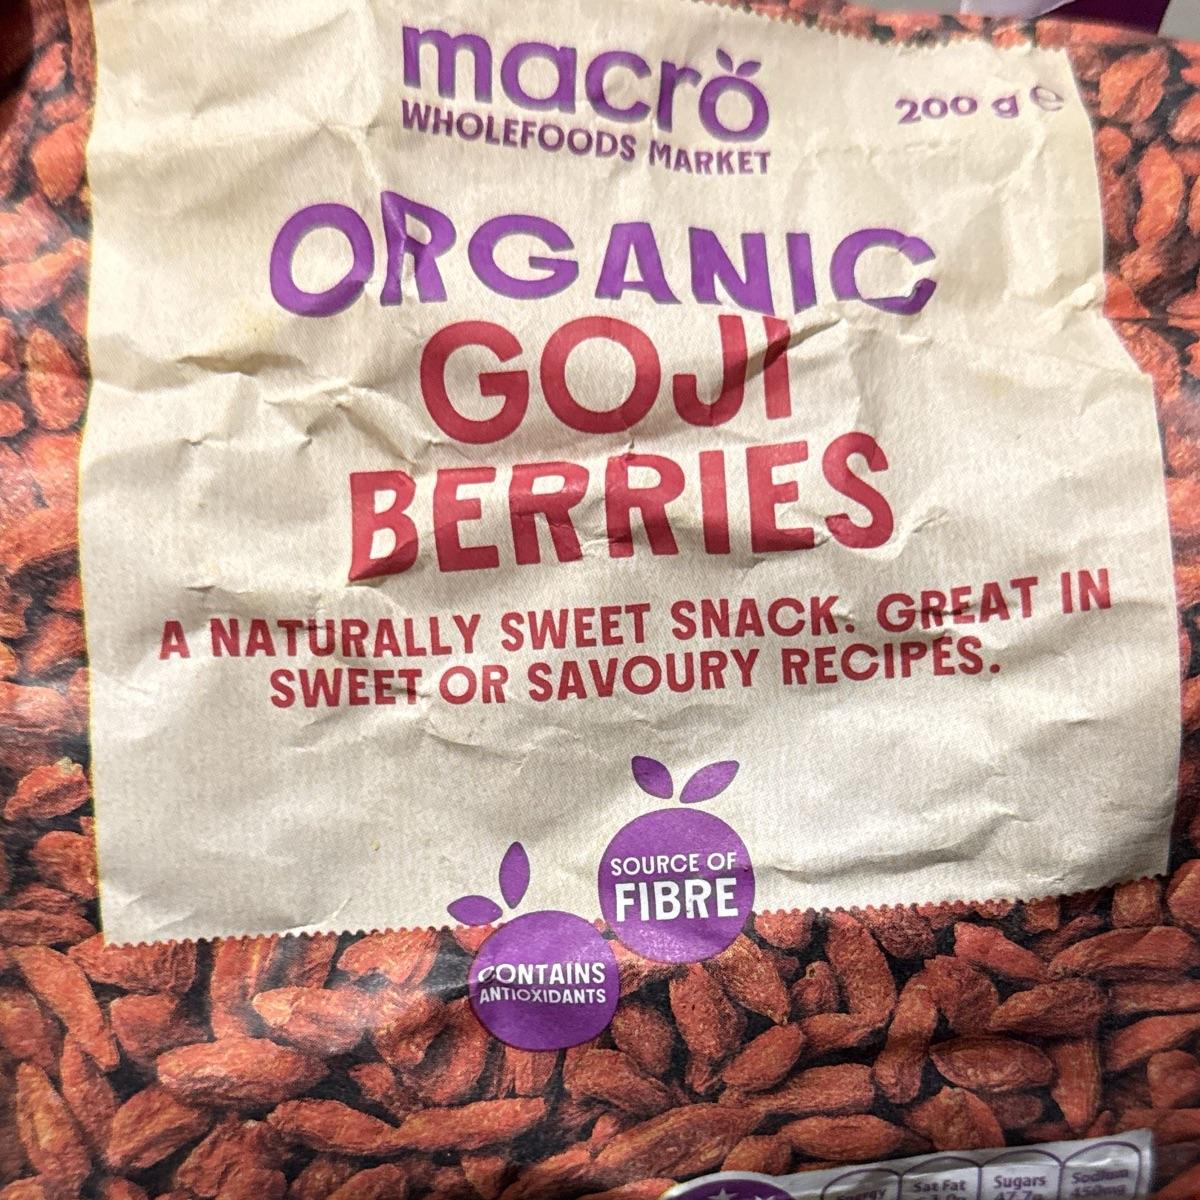 macro
WHOLEFOODS MARKET
200 g e
ORGANIC
GOJI
BERRIES
A NATURALLY SWEET SNACK. GREAT IN
SWEET OR SAVOURY RECIPES.
SOURCE OF
FIBRE
CONTAINS
ANTIOXIDANTS
Sat Fat
Sugars
Sodium